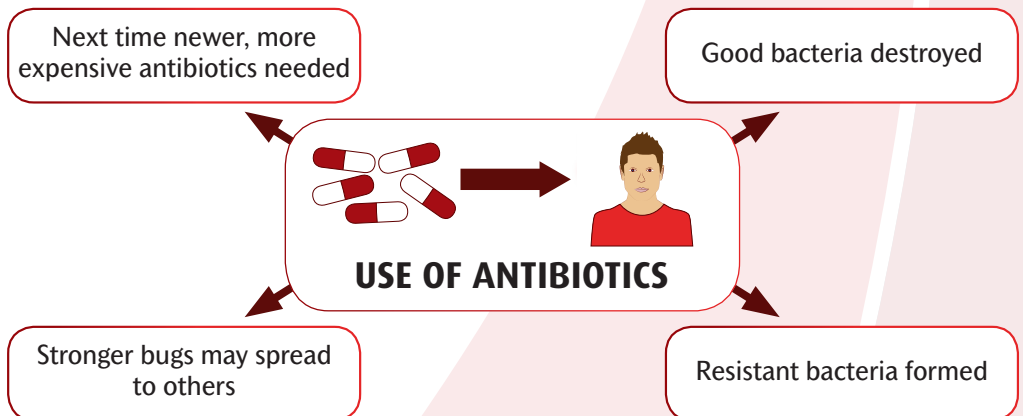 Next time newer, more
expensive antibiotics needed
Good bacteria destroyed
USE OF ANTIBIOTICS
Stronger bugs may spread
to others
Resistant bacteria formed